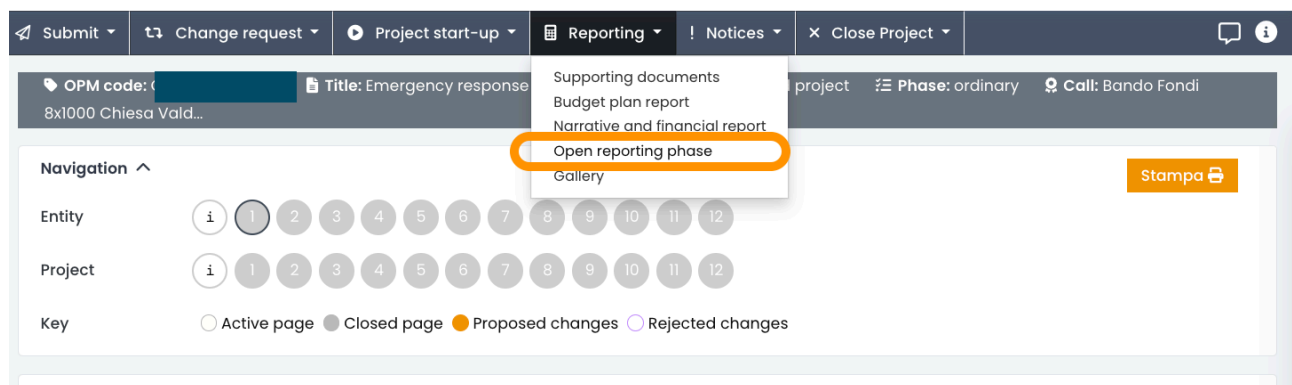 Submit Change request Project start-up Reporting ! Notices × Close Project
OPM code: Title: Emergency response project Phase: ordinary Call: Bando Fondi
8x1000 Chiesa Vald...
Supporting documents
Budget plan report
Narrative and financial report
Open reporting phase
Gallery
Navigation
Stampa
Entity i 1 2 3 4 5 6 7 8 9 10 11 12
Project i 1 2 3 4 5 6 7 8 9 10 11 12
Key Active page Closed page Proposed changes Rejected changes